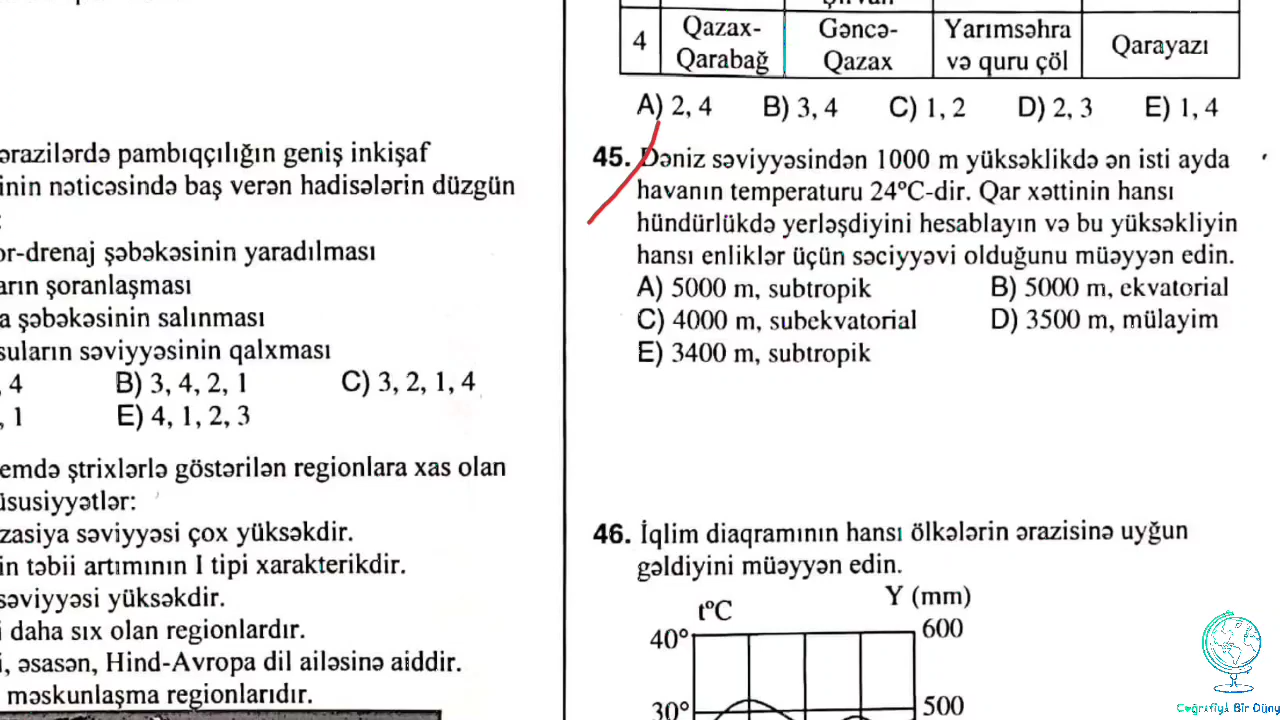 ərazilərdə pambıqçılığın geniş inkişaf
inin nəticəsində baş verən hadisələrin düzgün
:
or-drenaj şəbəkəsinin yaradılması
arın şoranlaşması
a şəbəkəsinin salınması
suların səviyyəsinin qalxması
, 4 B) 3, 4, 2, 1 C) 3, 2, 1, 4
, 1 E) 4, 1, 2, 3
emdə ştrixlərlə göstərilən regionlara xas olan
üsusiyyətlər:
zasiya səviyyəsi çox yüksəkdir.
in təbii artımının I tipi xarakterikdir.
səviyyəsi yüksəkdir.
i daha sıx olan regionlardır.
i, əsasən, Hind-Avropa dil ailəsinə aiddir.
məskunlaşma regionlarıdır.
4 Qazax- Gəncə- Yarımsəhra Qarayazı
Qarabağ Qazax və quru çöl
A) 2, 4 B) 3, 4 C) 1, 2 D) 2, 3 E) 1, 4
45. Dəniz səviyyəsindən 1000 m yüksəklikdə ən isti ayda
havanın temperaturu 24°C-dir. Qar xəttinin hansı
hündürlükdə yerləşdiyini hesablayın və bu yüksəkliyin
hansı enliklər üçün səciyyəvi olduğunu müəyyən edin.
A) 5000 m, subtropik B) 5000 m, ekvatorial
C) 4000 m, subekvatorial D) 3500 m, mülayim
E) 3400 m, subtropik
46. İqlim diaqramının hansı ölkələrin ərazisinə uyğun
gəldiyini müəyyən edin.
t°C Y (mm)
40° 600
30° 500
Coğrafiya Bir Düny